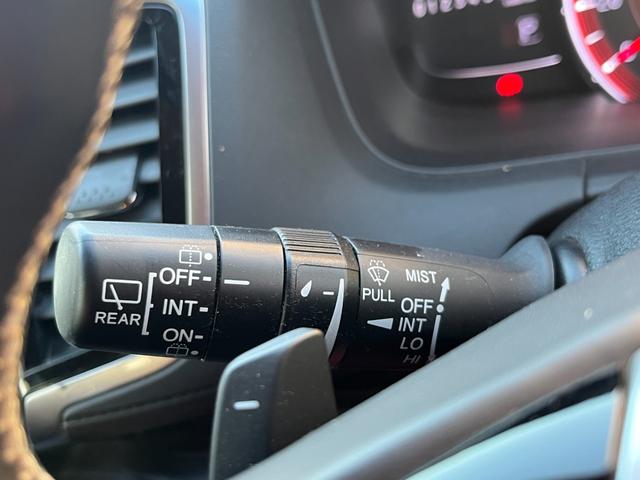 OFF
INT
ON
REAR
PULL
MIST
OFF
INT
LO
HI
P